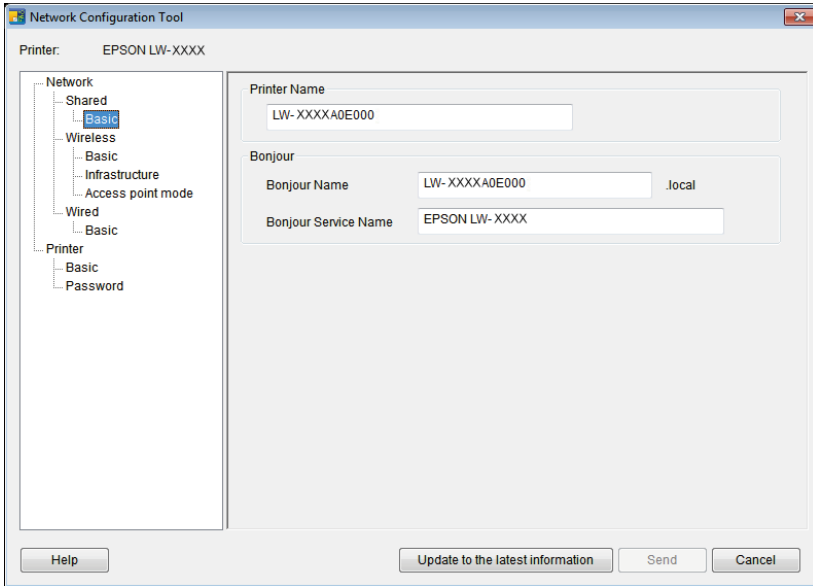 Network Configuration Tool
Printer: EPSON LW-XXXX
Network
Shared
Basic
Wireless
Basic
Infrastructure
Access point mode
Wired
Basic
Printer
Basic
Password
Printer Name
LW-XXXXA0E000
Bonjour
Bonjour Name LW-XXXXA0E000 .local
Bonjour Service Name EPSON LW-XXXX
Help Update to the latest information Send Cancel